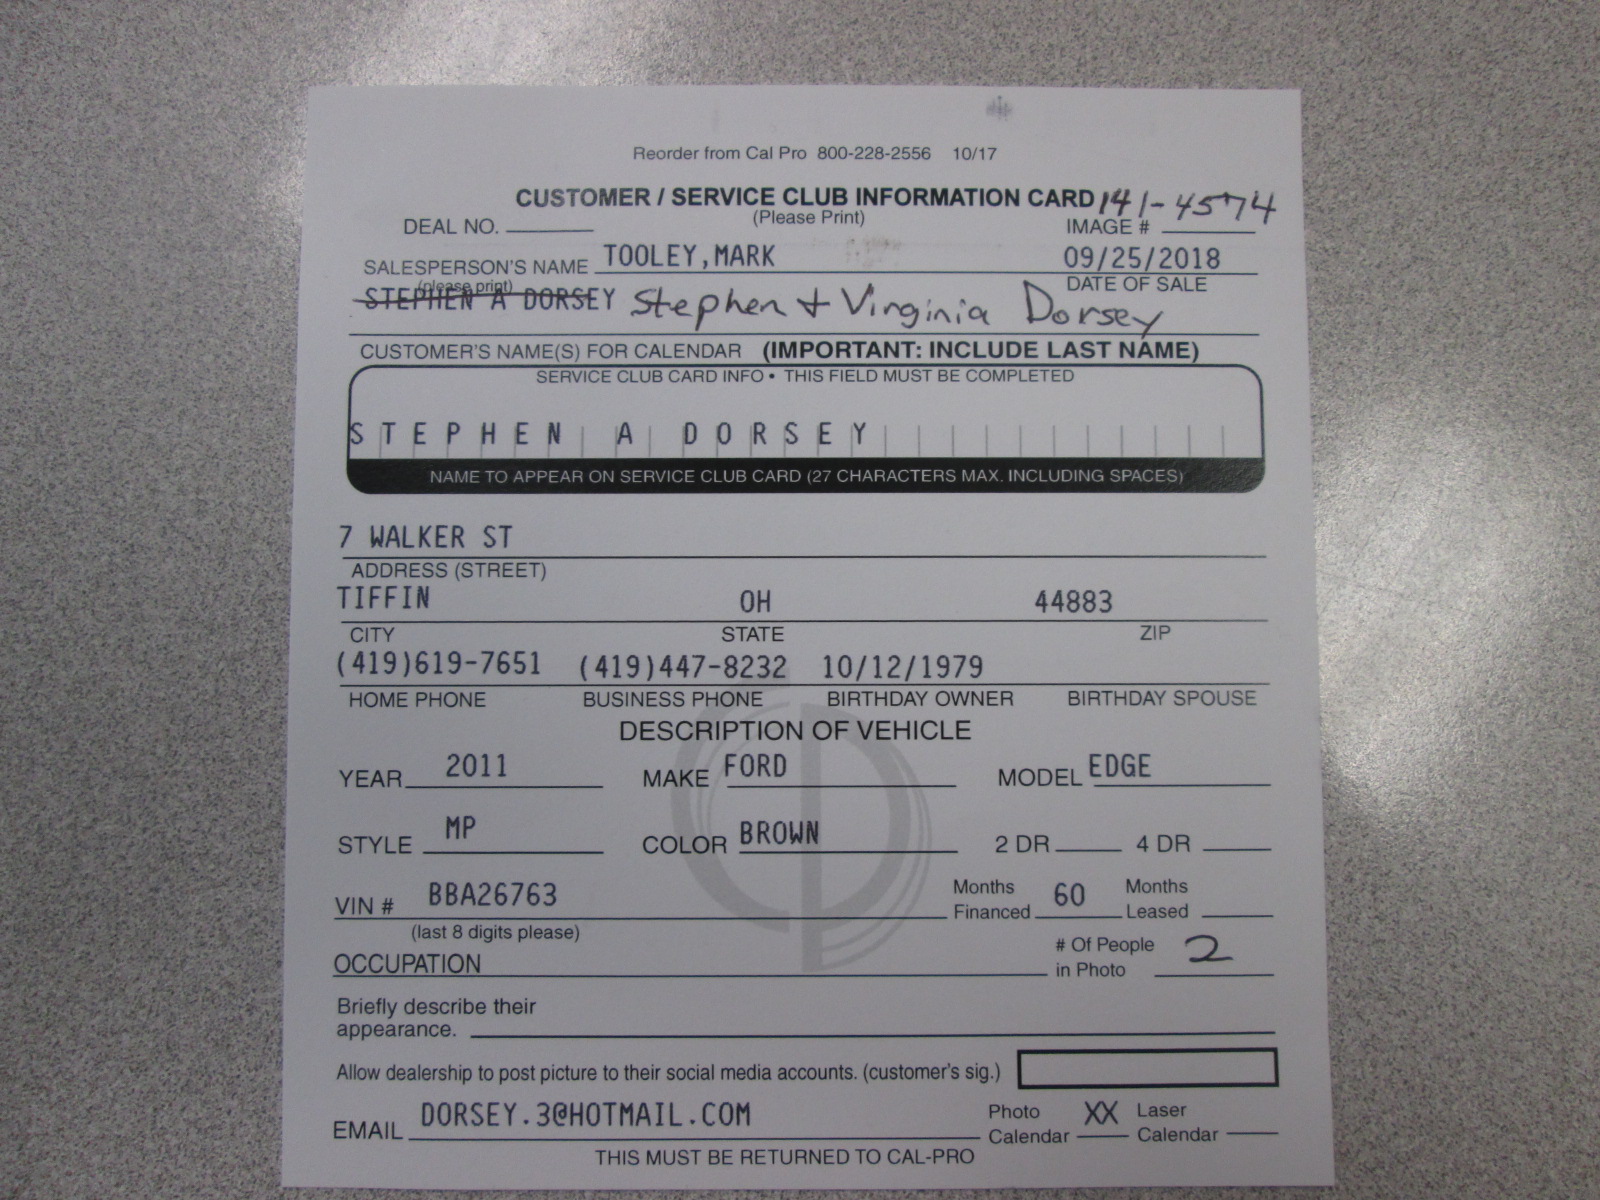 Reorder from Cal Pro 800-228-2556 10/17
CUSTOMER / SERVICE CLUB INFORMATION CARD 141-4574
(Please Print)
DEAL NO. IMAGE #
SALESPERSON'S NAME TOOLEY,MARK 09/25/2018
(please print) DATE OF SALE
STEPHEN A DORSEY Stephen + Virginia Dorsey
CUSTOMER'S NAME(S) FOR CALENDAR (IMPORTANT: INCLUDE LAST NAME)
SERVICE CLUB CARD INFO • THIS FIELD MUST BE COMPLETED
STEPHEN A DORSEY
NAME TO APPEAR ON SERVICE CLUB CARD (27 CHARACTERS MAX. INCLUDING SPACES)
7 WALKER ST
ADDRESS (STREET)
TIFFIN OH 44883
CITY STATE ZIP
(419)619-7651 (419)447-8232 10/12/1979
HOME PHONE BUSINESS PHONE BIRTHDAY OWNER BIRTHDAY SPOUSE
DESCRIPTION OF VEHICLE
YEAR 2011 MAKE FORD MODEL EDGE
STYLE MP COLOR BROWN 2 DR 4 DR
VIN # BBA26763 Months Financed 60 Months Leased
(last 8 digits please)
OCCUPATION # Of People in Photo 2
Briefly describe their
appearance.
Allow dealership to post picture to their social media accounts. (customer's sig.)
EMAIL DORSEY.3@HOTMAIL.COM Photo Calendar XX Laser Calendar
THIS MUST BE RETURNED TO CAL-PRO